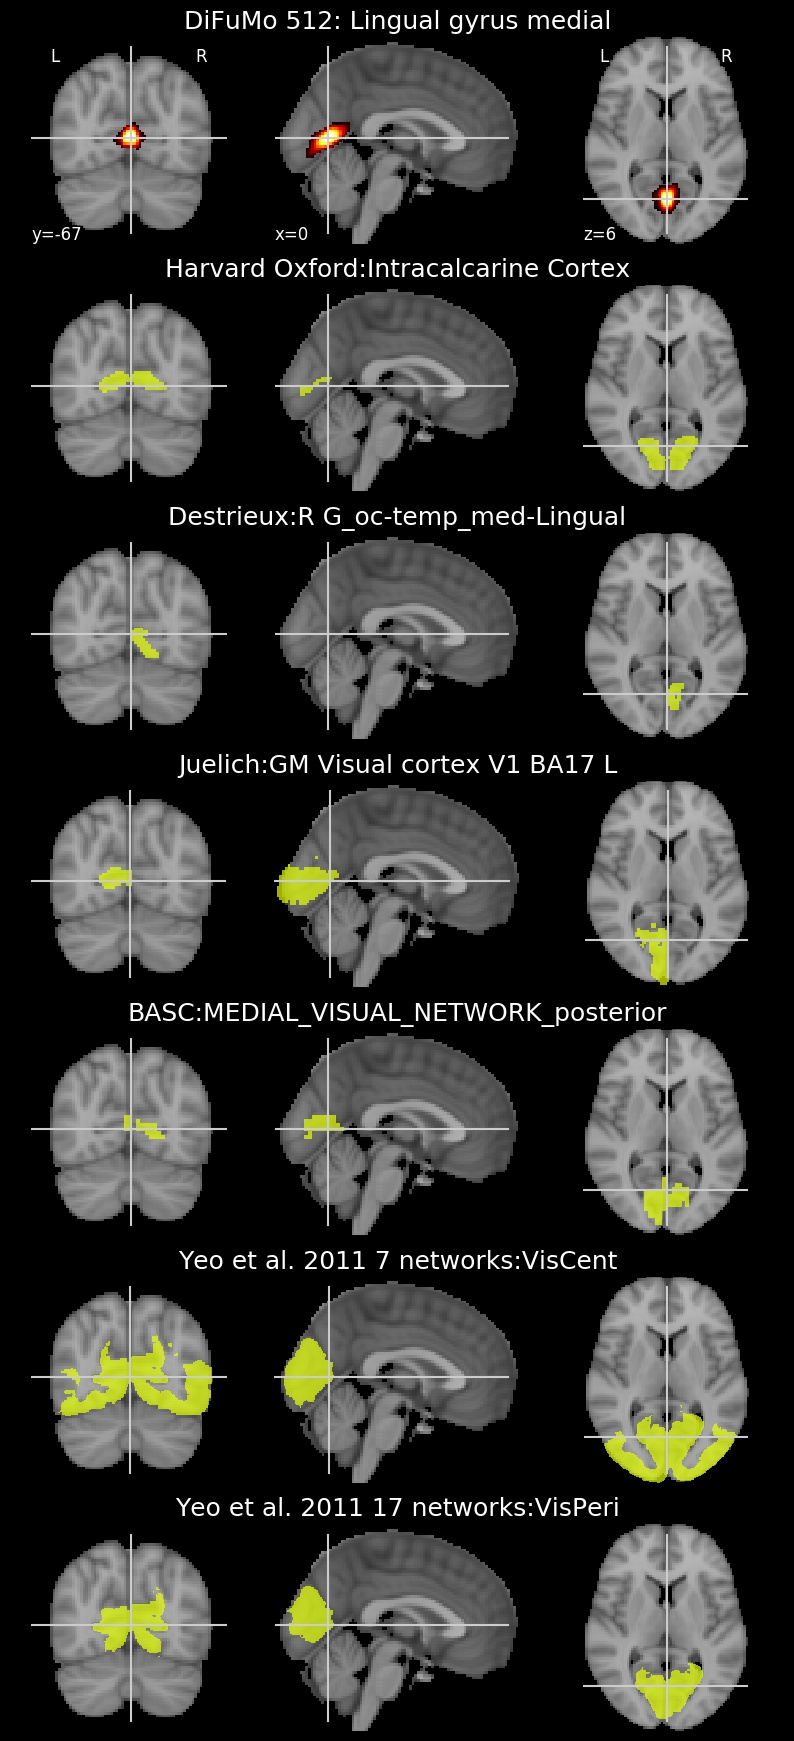 DiFuMo 512: Lingual gyrus medial
L R L R
y=-67 x=0 z=6
Harvard Oxford:Intracalcarine Cortex
Destrieux:R G_oc-temp_med-Lingual
Juelich:GM Visual cortex V1 BA17 L
BASC:MEDIAL_VISUAL_NETWORK_posterior
Yeo et al. 2011 7 networks:VisCent
Yeo et al. 2011 17 networks:VisPeri